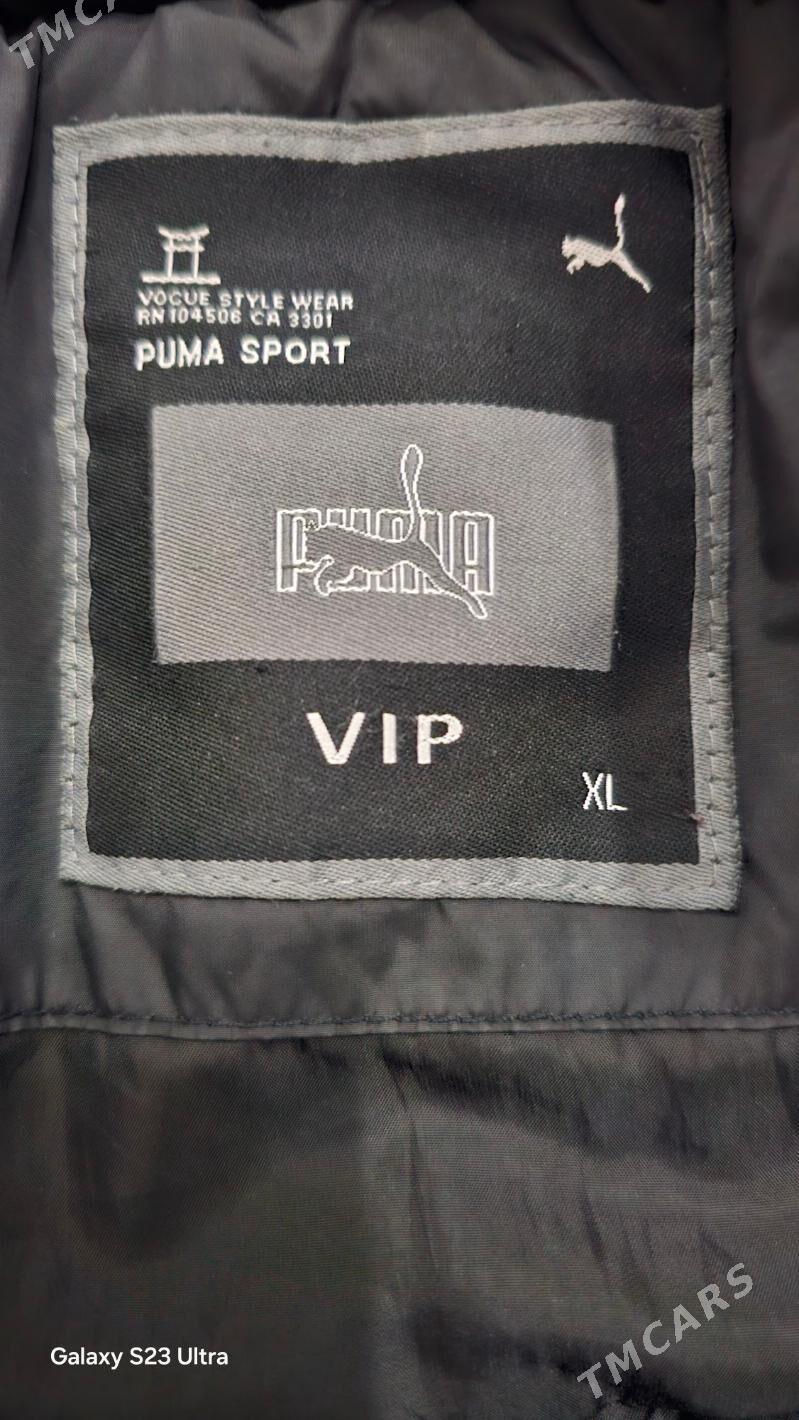 TMCARS
VOGUE STYLE WEAR
RN 104506 CA 3301
PUMA SPORT
PUMA
VIP
XL
Galaxy S23 Ultra
TMCARS